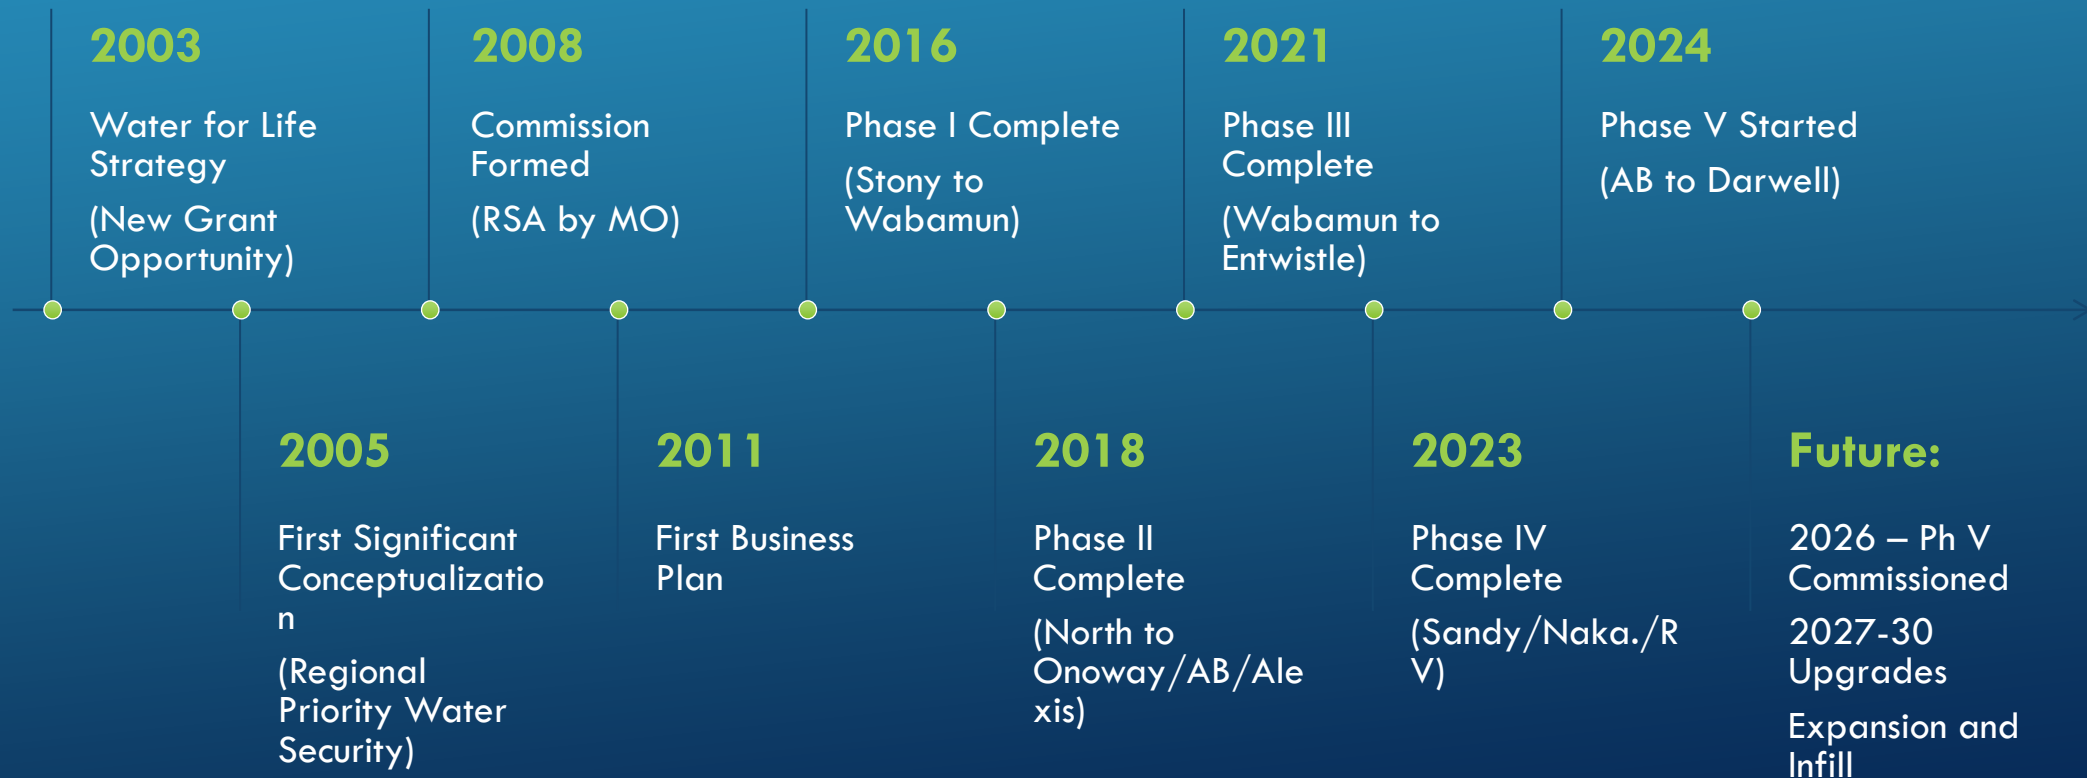 2003
Water for Life
Strategy
(New Grant
Opportunity)
2005
First Significant
Conceptualizatio
n
(Regional
Priority Water
Security)
2008
Commission
Formed
(RSA by MO)
2011
First Business
Plan
2016
Phase I Complete
(Stony to
Wabamun)
2018
Phase II
Complete
(North to
Onoway/AB/Ale
xis)
2021
Phase III
Complete
(Wabamun to
Entwistle)
2023
Phase IV
Complete
(Sandy/Naka./R
V)
2024
Phase V Started
(AB to Darwell)
Future:
2026 – Ph V
Commissioned
2027-30
Upgrades
Expansion and
Infill